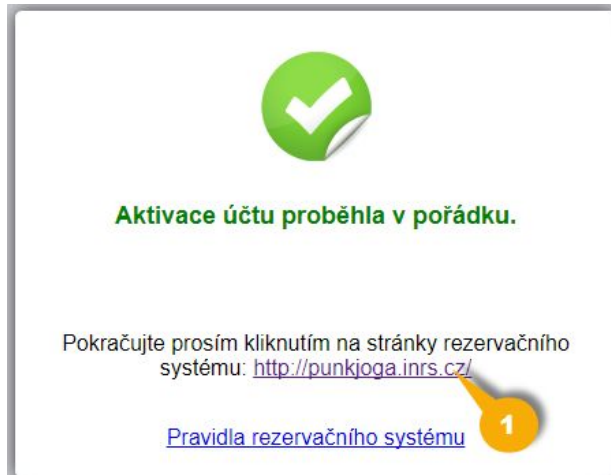 Aktivace účtu proběhla v pořádku.
Pokračujte prosím kliknutím na stránky rezervačního
systému: http://punkjoga.inrs.cz/
1
Pravidla rezervačního systému